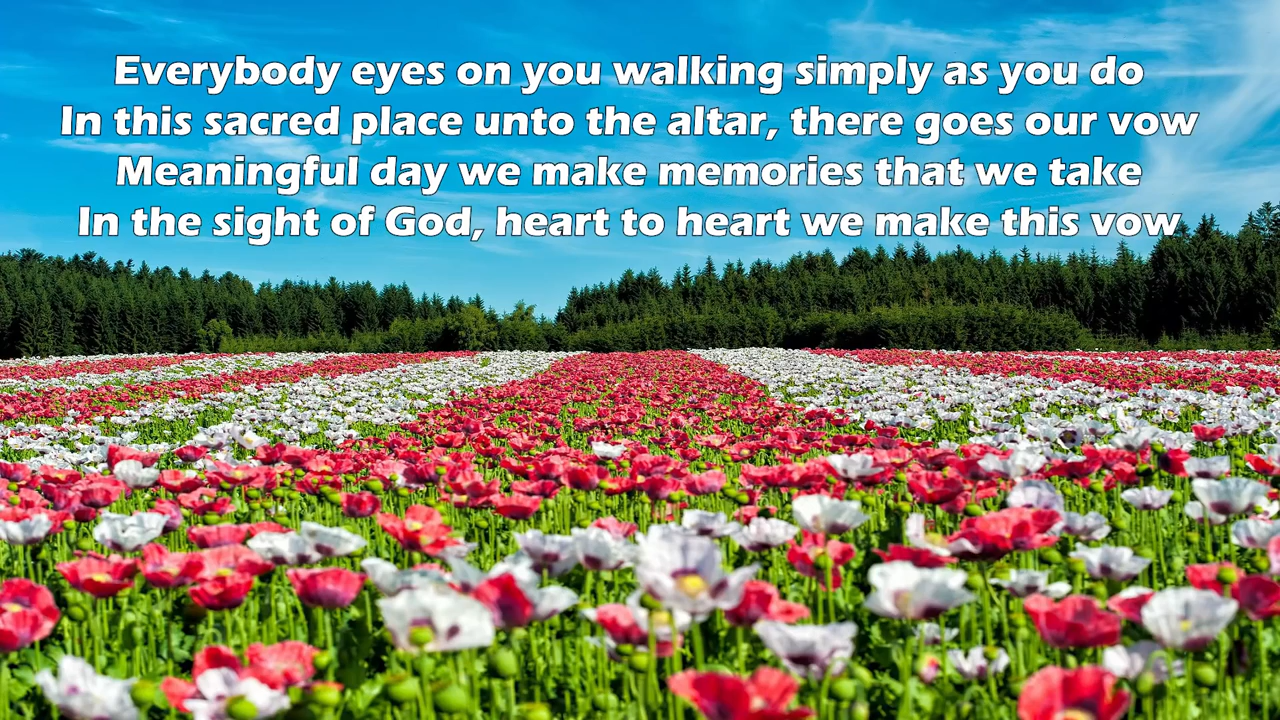 Everybody eyes on you walking simply as you do
In this sacred place unto the altar, there goes our vow
Meaningful day we make memories that we take
In the sight of God, heart to heart we make this vow